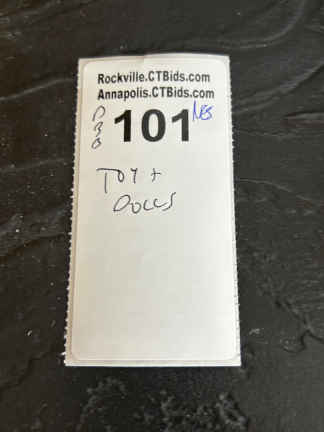 Rockville.CTBids.com
Annapolis.CTBids.com
101
TOY +
DOLLS